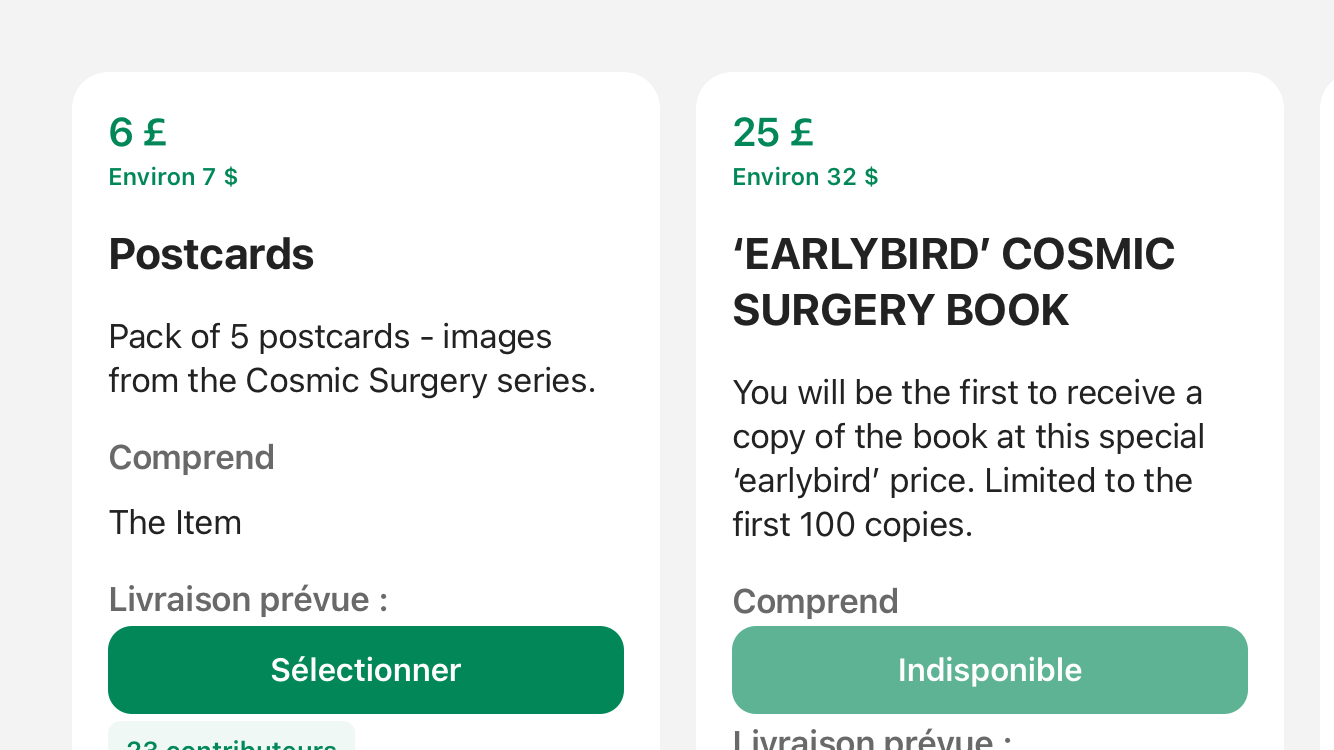 6 £
Environ 7 $
Postcards
Pack of 5 postcards - images
from the Cosmic Surgery series.
Comprend
The Item
Livraison prévue :
Sélectionner
23 contributeurs
25 £
Environ 32 $
‘EARLYBIRD’ COSMIC
SURGERY BOOK
You will be the first to receive a
copy of the book at this special
‘earlybird’ price. Limited to the
first 100 copies.
Comprend
Indisponible
Livraison prévue :